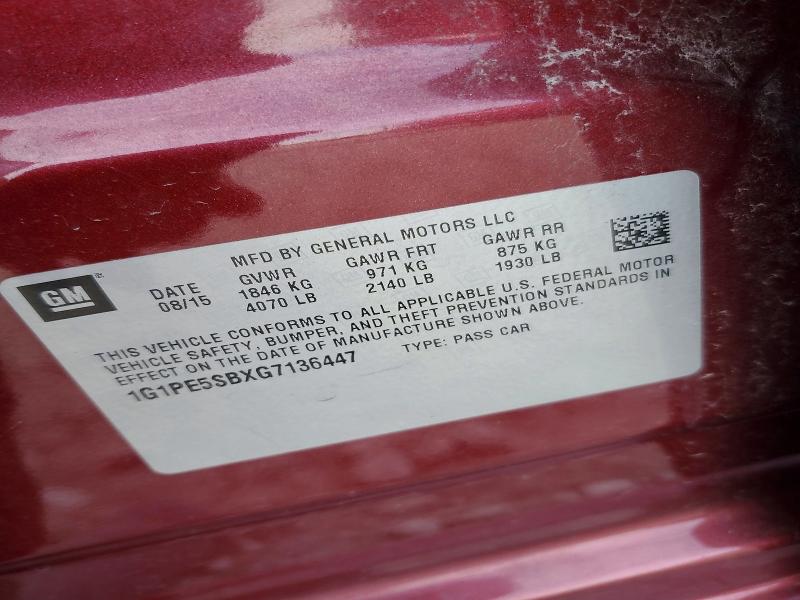 GM
MFD BY GENERAL MOTORS LLC
DATE GVWR GAWR FRT GAWR RR
08/15 1846 KG 971 KG 875 KG
4070 LB 2140 LB 1930 LB
THIS VEHICLE CONFORMS TO ALL APPLICABLE U.S. FEDERAL MOTOR
VEHICLE SAFETY, BUMPER, AND THEFT PREVENTION STANDARDS IN
EFFECT ON THE DATE OF MANUFACTURE SHOWN ABOVE.
1G1PE5SBXG7136447 TYPE: PASS CAR